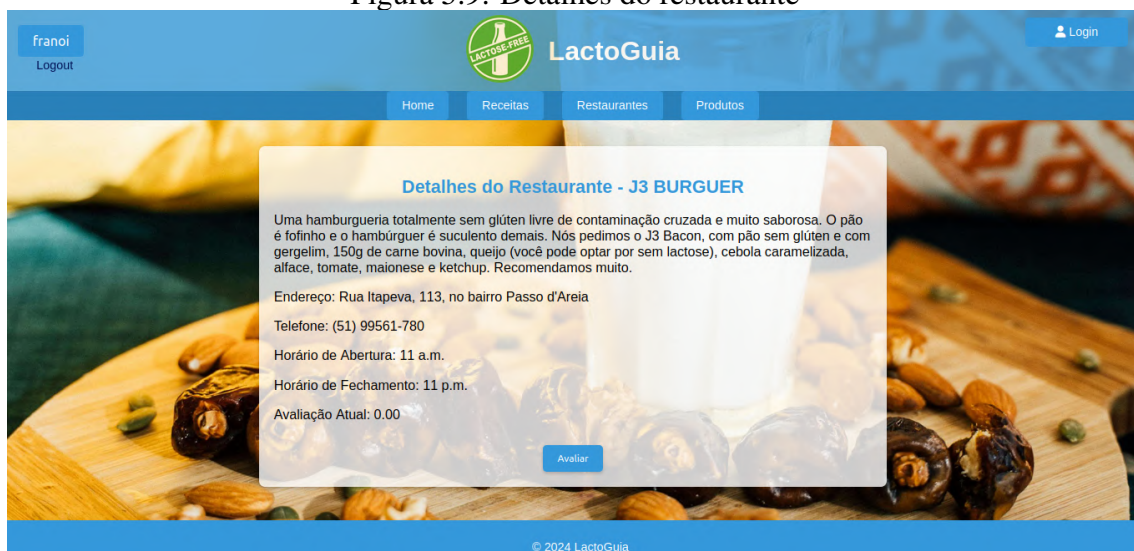 Figura 5.9: Detalhes do restaurante
franoi
Logout
LACTOSE-FREE
LactoGuia
Login
Home Receitas Restaurantes Produtos
Detalhes do Restaurante - J3 BURGUER
Uma hamburgueria totalmente sem glúten livre de contaminação cruzada e muito saborosa. O pão
é fofinho e o hambúrguer é suculento demais. Nós pedimos o J3 Bacon, com pão sem glúten e com
gergelim, 150g de carne bovina, queijo (você pode optar por sem lactose), cebola caramelizada,
alface, tomate, maionese e ketchup. Recomendamos muito.
Endereço: Rua Itapeva, 113, no bairro Passo d'Areia
Telefone: (51) 99561-780
Horário de Abertura: 11 a.m.
Horário de Fechamento: 11 p.m.
Avaliação Atual: 0.00
Avaliar
© 2024 LactoGuia